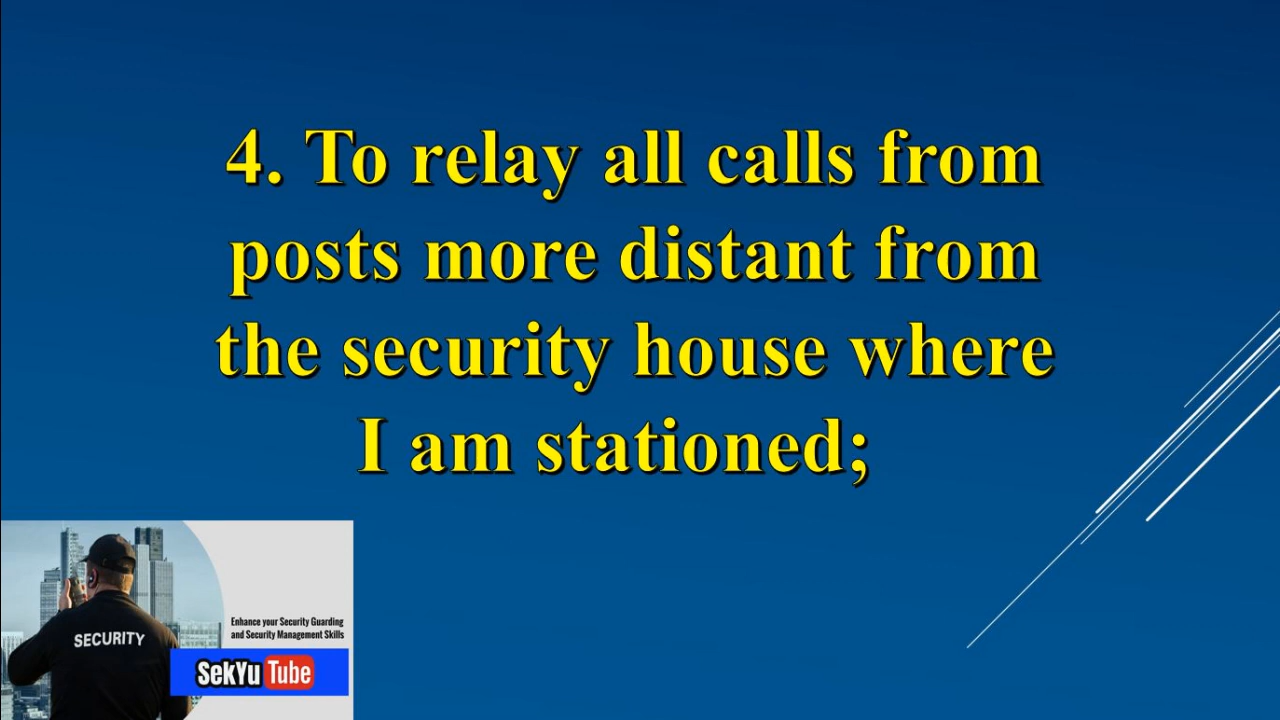 4. To relay all calls from
posts more distant from
the security house where
I am stationed;
SECURITY
Enhance your Security Guarding
and Security Management Skills
SekYu Tube